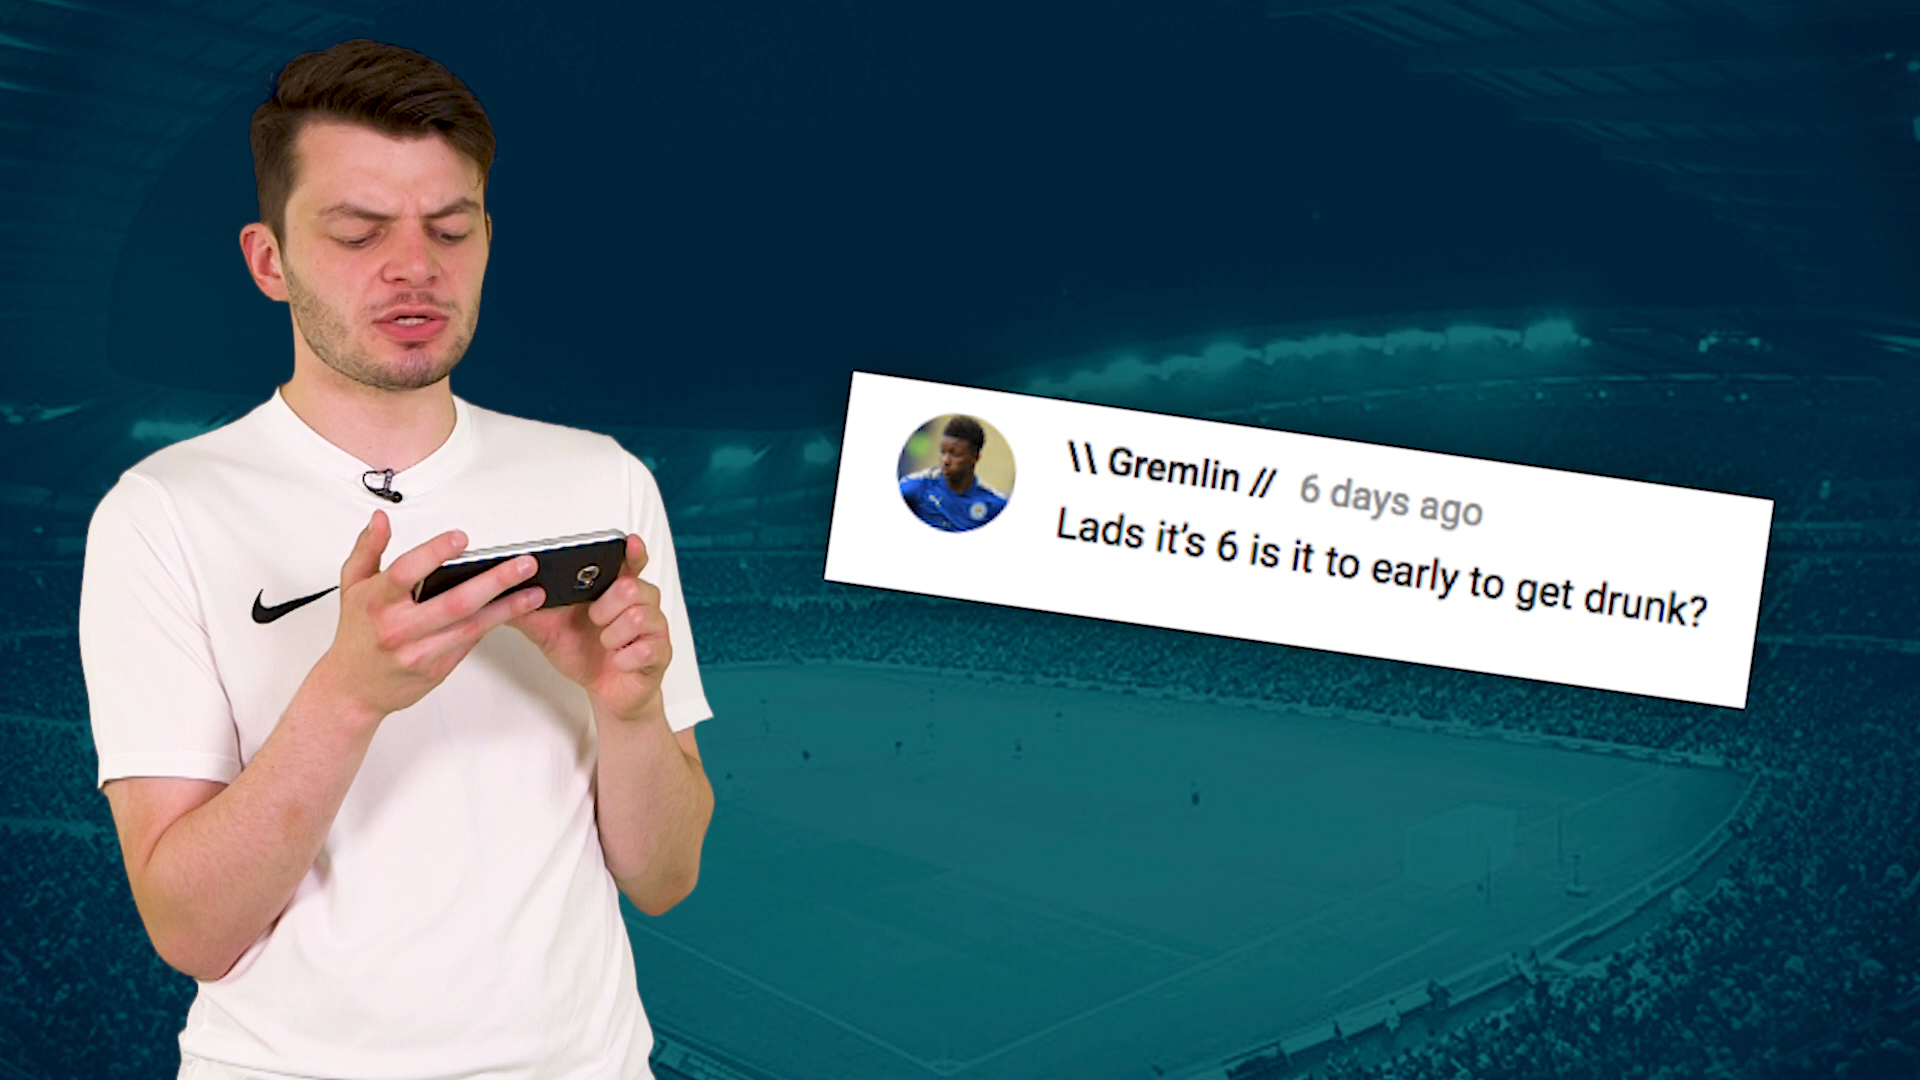 \\ Gremlin // 6 days ago
Lads it's 6 is it to early to get drunk?